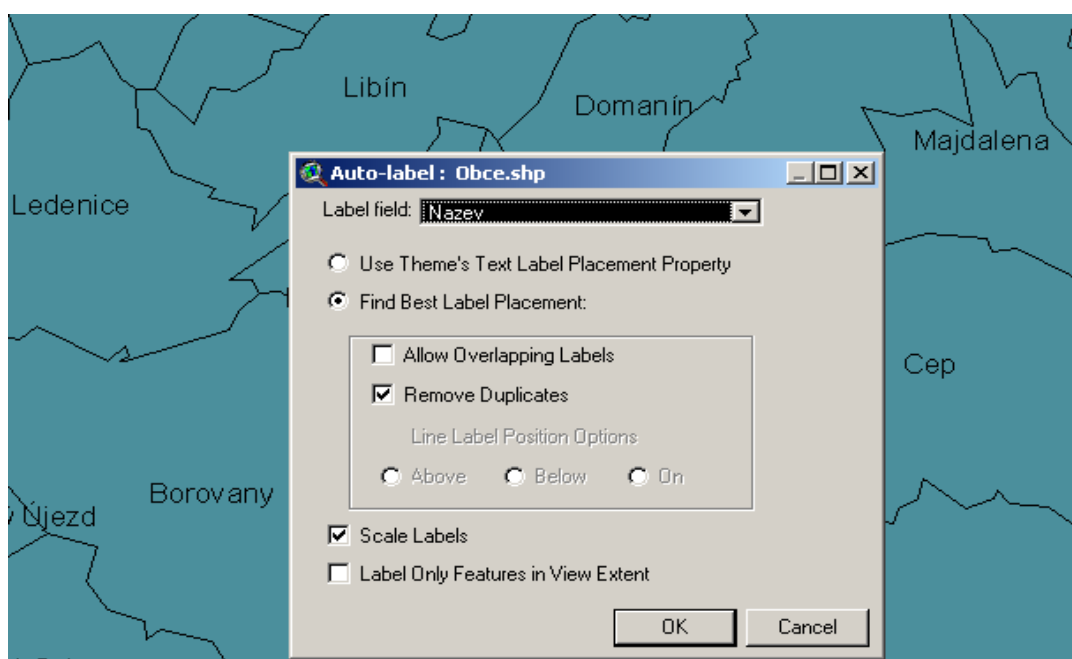 Libín
Domanín
Majdalena
Auto-label : Obce.shp
Ledenice
Label field: Nazev
Use Theme's Text Label Placement Property
Find Best Label Placement:
Allow Overlapping Labels
Cep
Remove Duplicates
Line Label Position Options
Above Below On
Borovany
Újezd
Scale Labels
Label Only Features in View Extent
OK Cancel